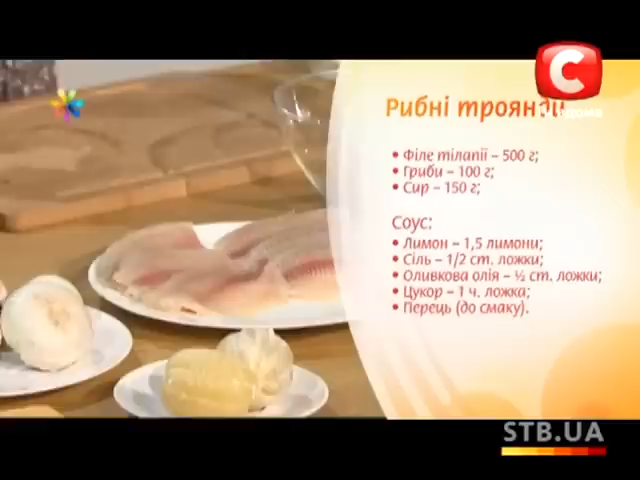 Рибні троянди
• Філе тілапії – 500 г;
• Гриби – 100 г;
• Сир – 150 г;
Соус:
• Лимон – 1,5 лимони;
• Сіль – 1/2 ст. ложки;
• Оливкова олія – ½ ст. ложки;
• Цукор – 1 ч. ложка;
• Перець (до смаку).
STB.UA